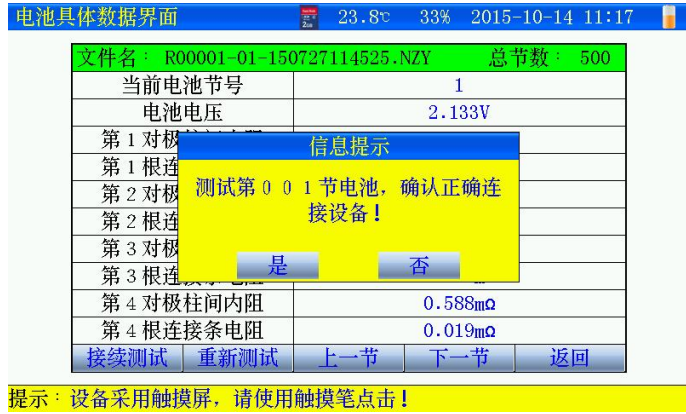 电池具体数据界面 23.8℃ 33% 2015-10-14 11:17
文件名：R00001-01-150727114525.NZY 总节数：500
当前电池节号 1
电池电压 2.133V
第1对极
信息提示
第1根连
测试第001节电池，确认正确连
第2对极
接设备！
第2根连
第3对极
是 否
第3根连
第4对极柱间内阻 0.588mΩ
第4根连接条电阻 0.019mΩ
接续测试 重新测试 上一节 下一节 返回
提示：设备采用触摸屏，请使用触摸笔点击！